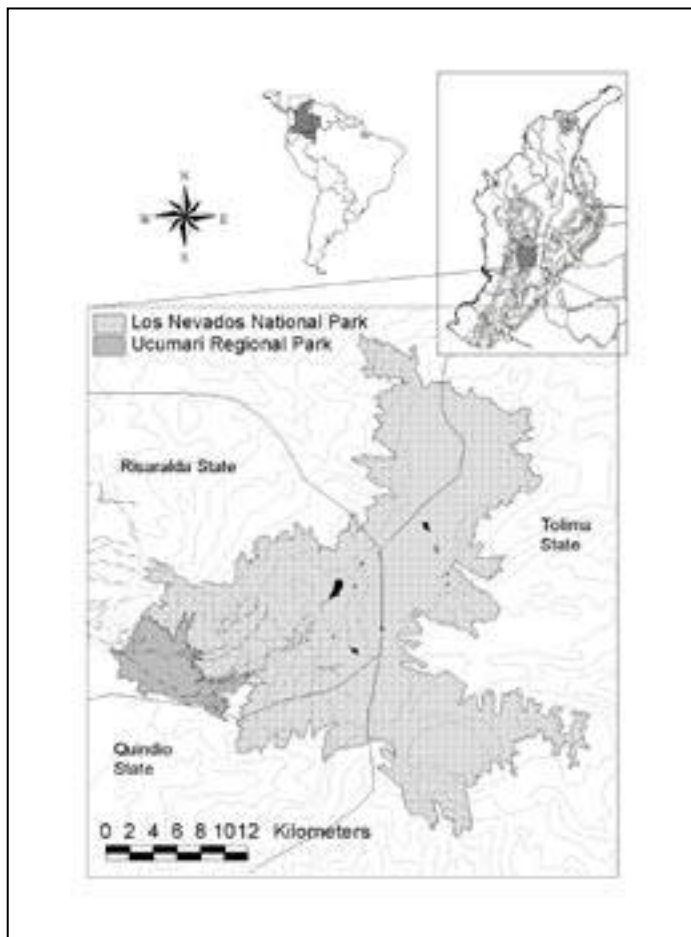 N
W E
S
Los Nevados National Park
Ucumari Regional Park
Risaralda State
Tolima
State
Quindio
State
0 2 4 6 8 1012 Kilometers